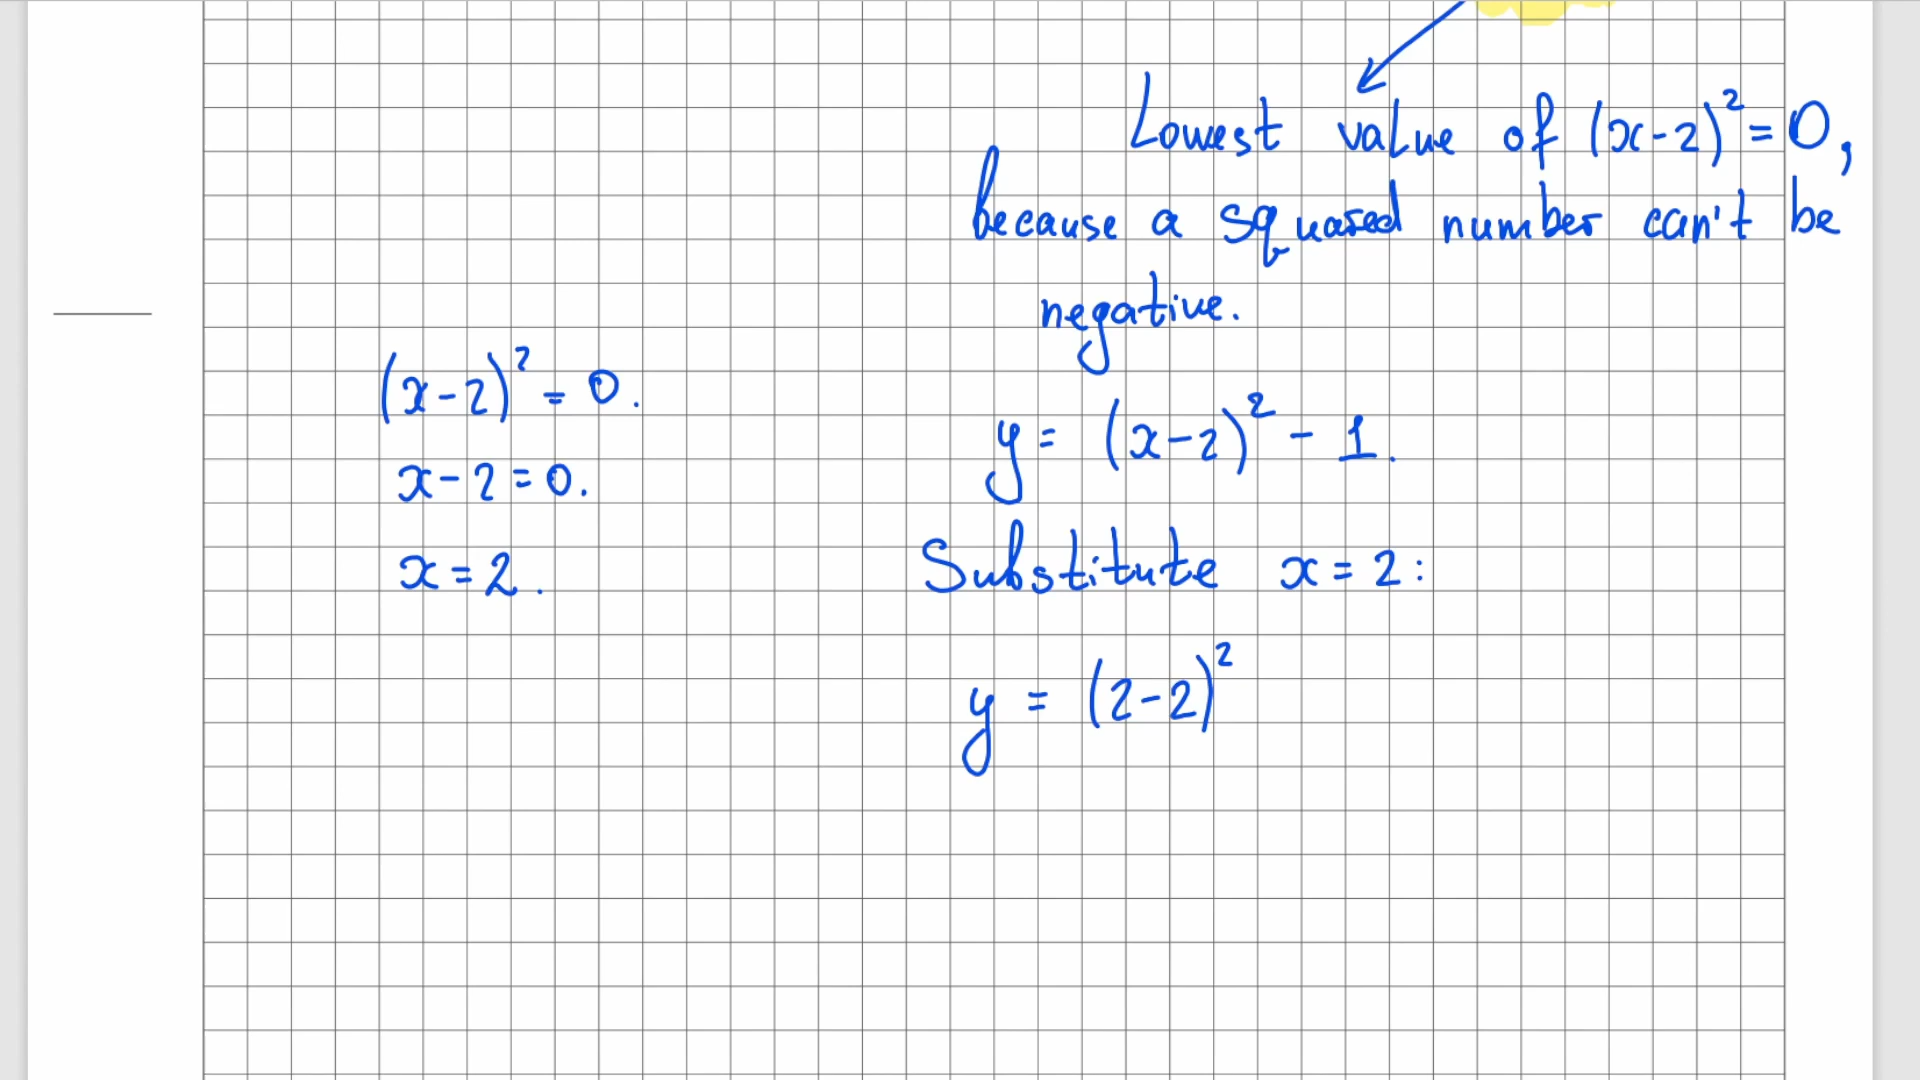 Lowest value of (x-2)² = 0,
because a squared number can't be
negative.
(x-2)² = 0.
x-2=0.
x=2.
y = (x-2)² - 1.
Substitute x=2:
y = (2-2)²